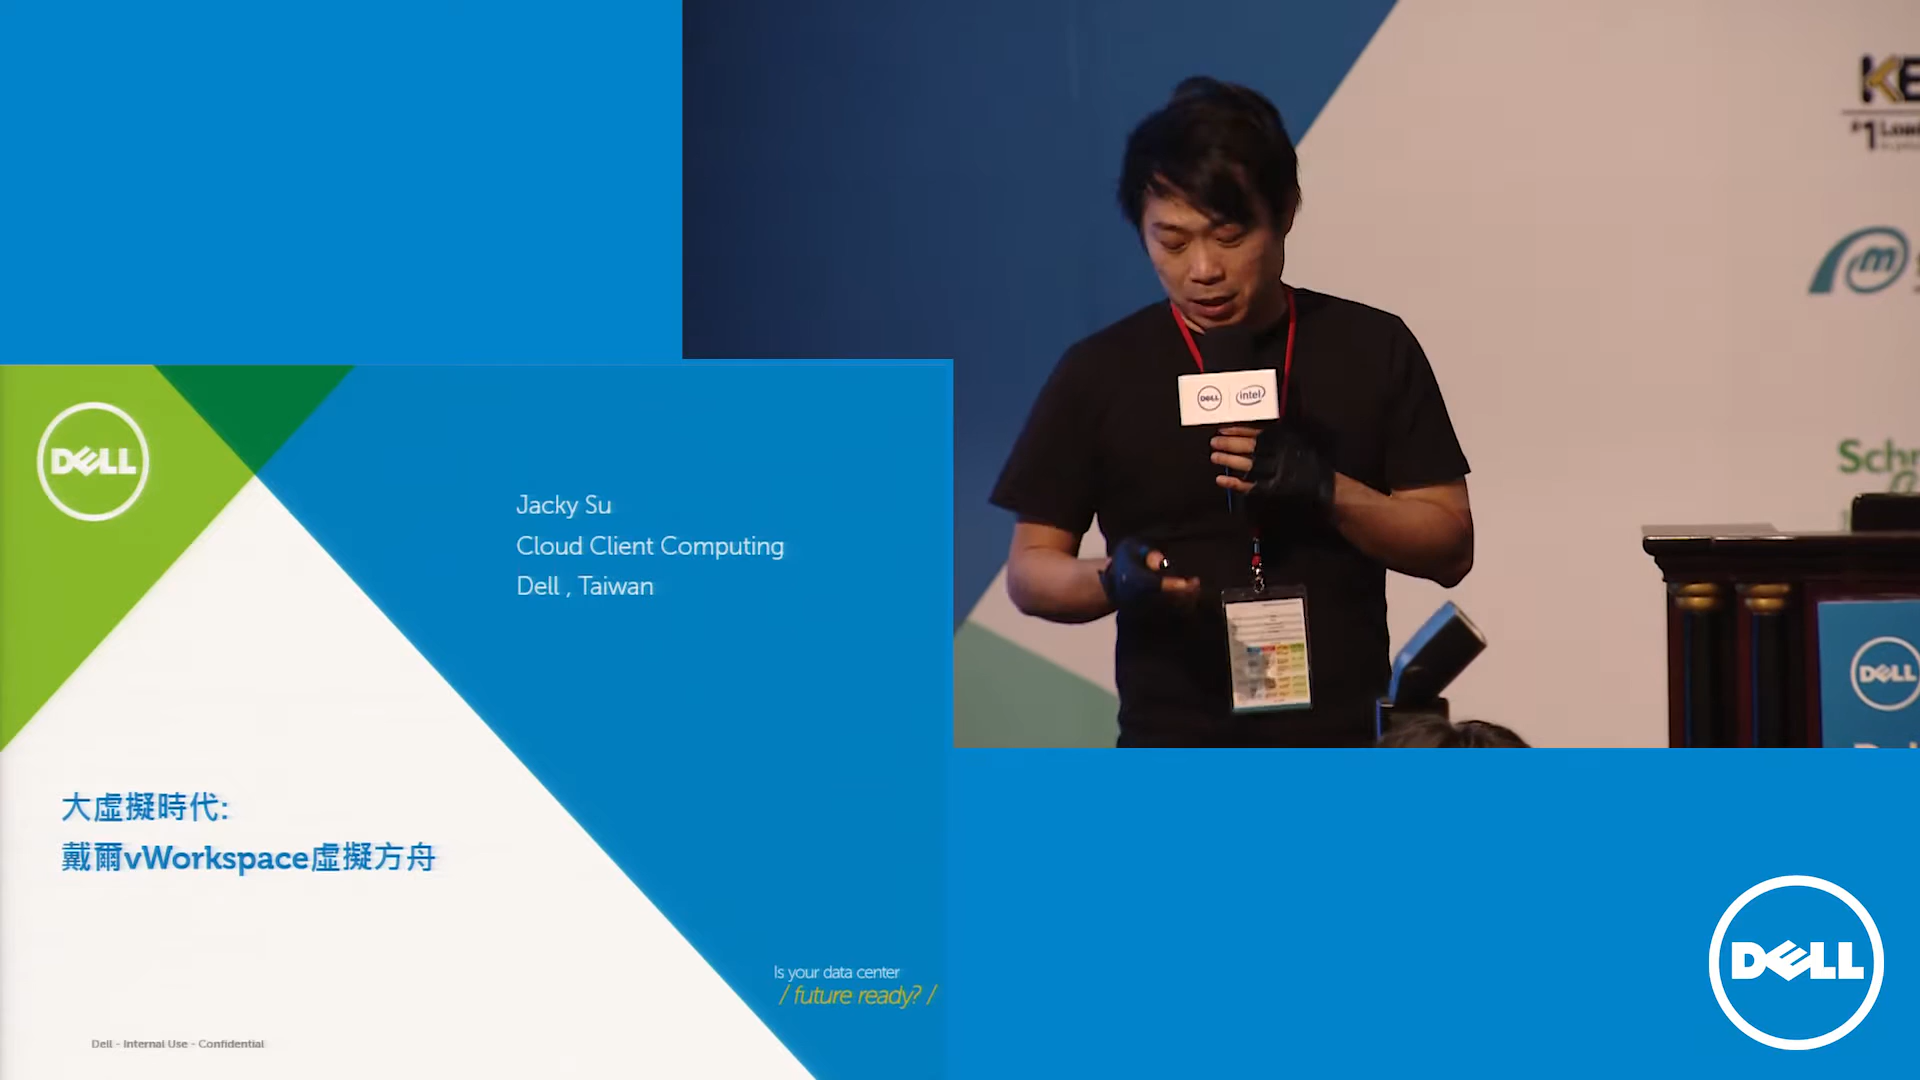 DELL
Jacky Su
Cloud Client Computing
Dell , Taiwan
大虛擬時代:
戴爾vWorkspace虛擬方舟
Is your data center
/ future ready? /
Dell - Internal Use - Confidential
DELL
intel
#1
m
DELL
DELL